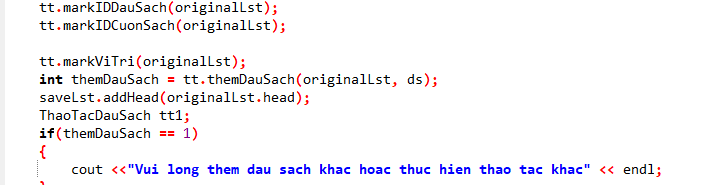 tt.markIDDauSach(originalLst);
tt.markIDCuonSach(originalLst);
tt.markViTri(originalLst);
int themDauSach = tt.themDauSach(originalLst, ds);
saveLst.addHead(originalLst.head);
ThaoTacDauSach tt1;
if(themDauSach == 1)
{
cout <<"Vui long them dau sach khac hoac thuc hien thao tac khac" << endl;